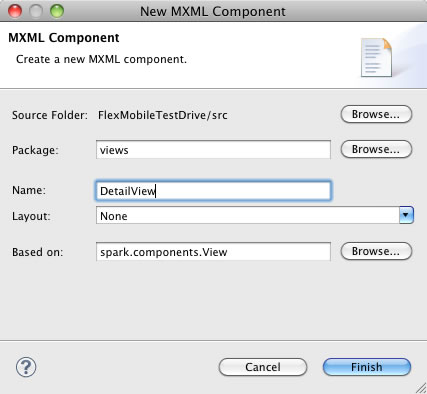 New MXML Component
MXML Component
Create a new MXML component.
Source Folder: FlexMobileTestDrive/src Browse...
Package: views Browse...
Name: DetailView
Layout: None
Based on: spark.components.View Browse...
? Cancel Finish